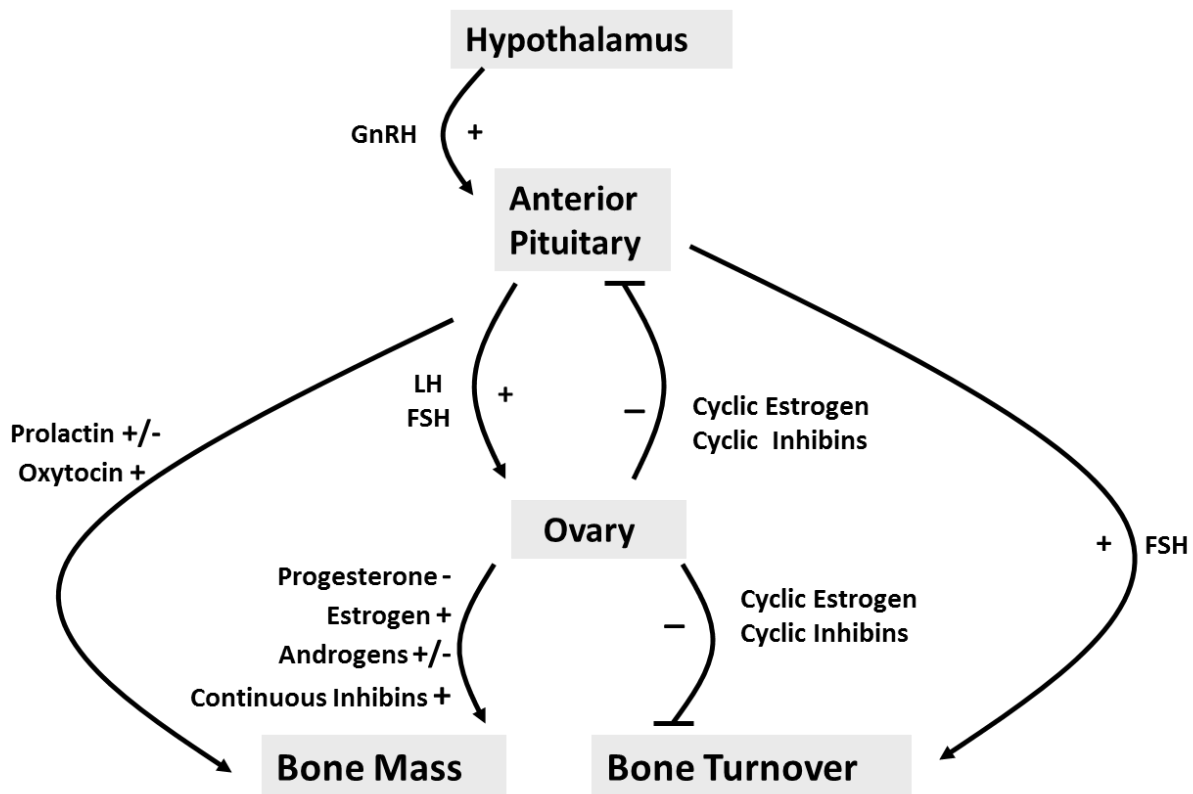 Hypothalamus
GnRH
+
Anterior
Pituitary
LH
FSH
+
–
Cyclic Estrogen
Cyclic Inhibins
Prolactin +/-
Oxytocin +
Ovary
+
FSH
Progesterone -
Estrogen +
Androgens +/-
Continuous Inhibins +
–
Cyclic Estrogen
Cyclic Inhibins
Bone Mass
Bone Turnover